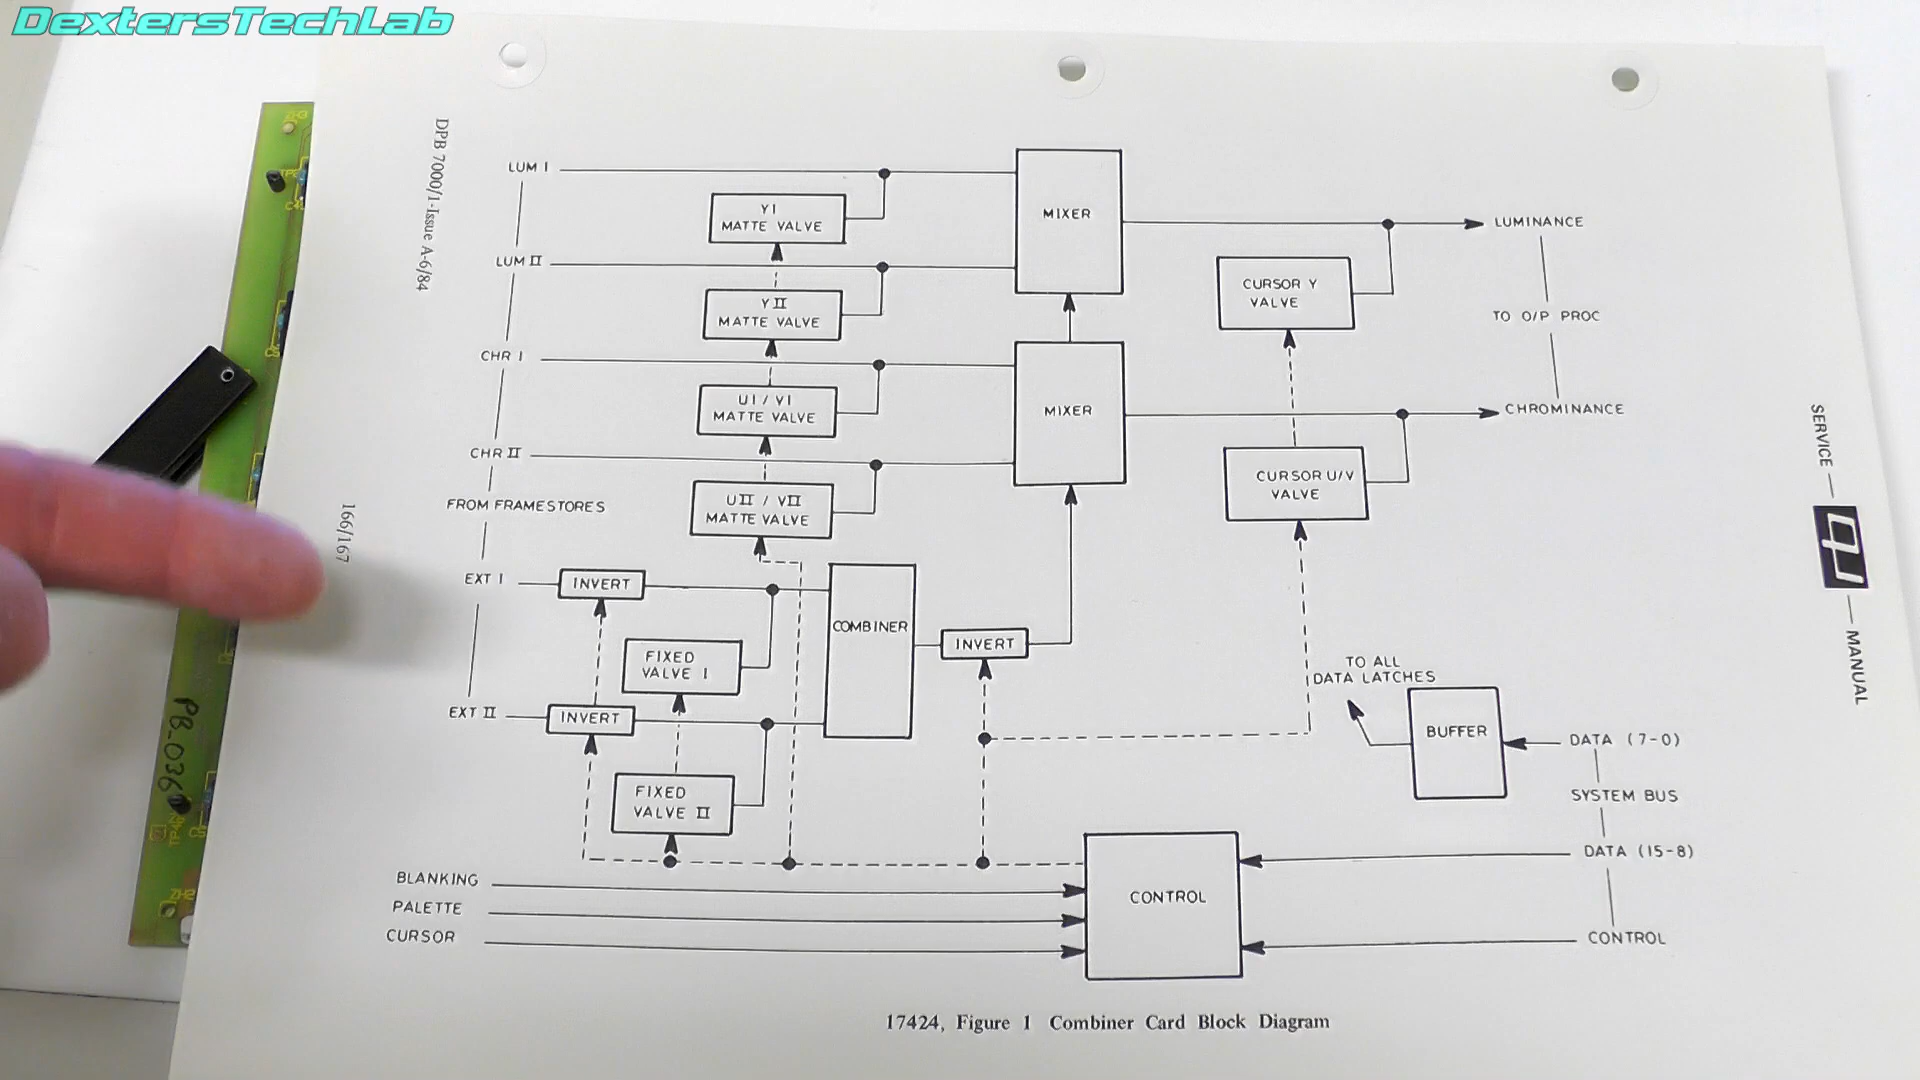 DextersTechLab
DPB 7000/1-Issue A-6/84
166/167
LUM I
Y I
MATTE VALVE
LUM II
Y II
MATTE VALVE
CHR I
U I / V I
MATTE VALVE
CHR II
U II / V II
MATTE VALVE
FROM FRAMESTORES
EXT I
INVERT
FIXED
VALVE I
EXT II
INVERT
FIXED
VALVE II
COMBINER
INVERT
MIXER
MIXER
LUMINANCE
CURSOR Y
VALVE
TO O/P PROC
CHROMINANCE
CURSOR U/V
VALVE
TO ALL
DATA LATCHES
BUFFER
DATA (7-0)
SYSTEM BUS
DATA (15-8)
CONTROL
BLANKING
PALETTE
CURSOR
CONTROL
17424, Figure 1 Combiner Card Block Diagram
SERVICE
MANUAL
PB-036
ZH2